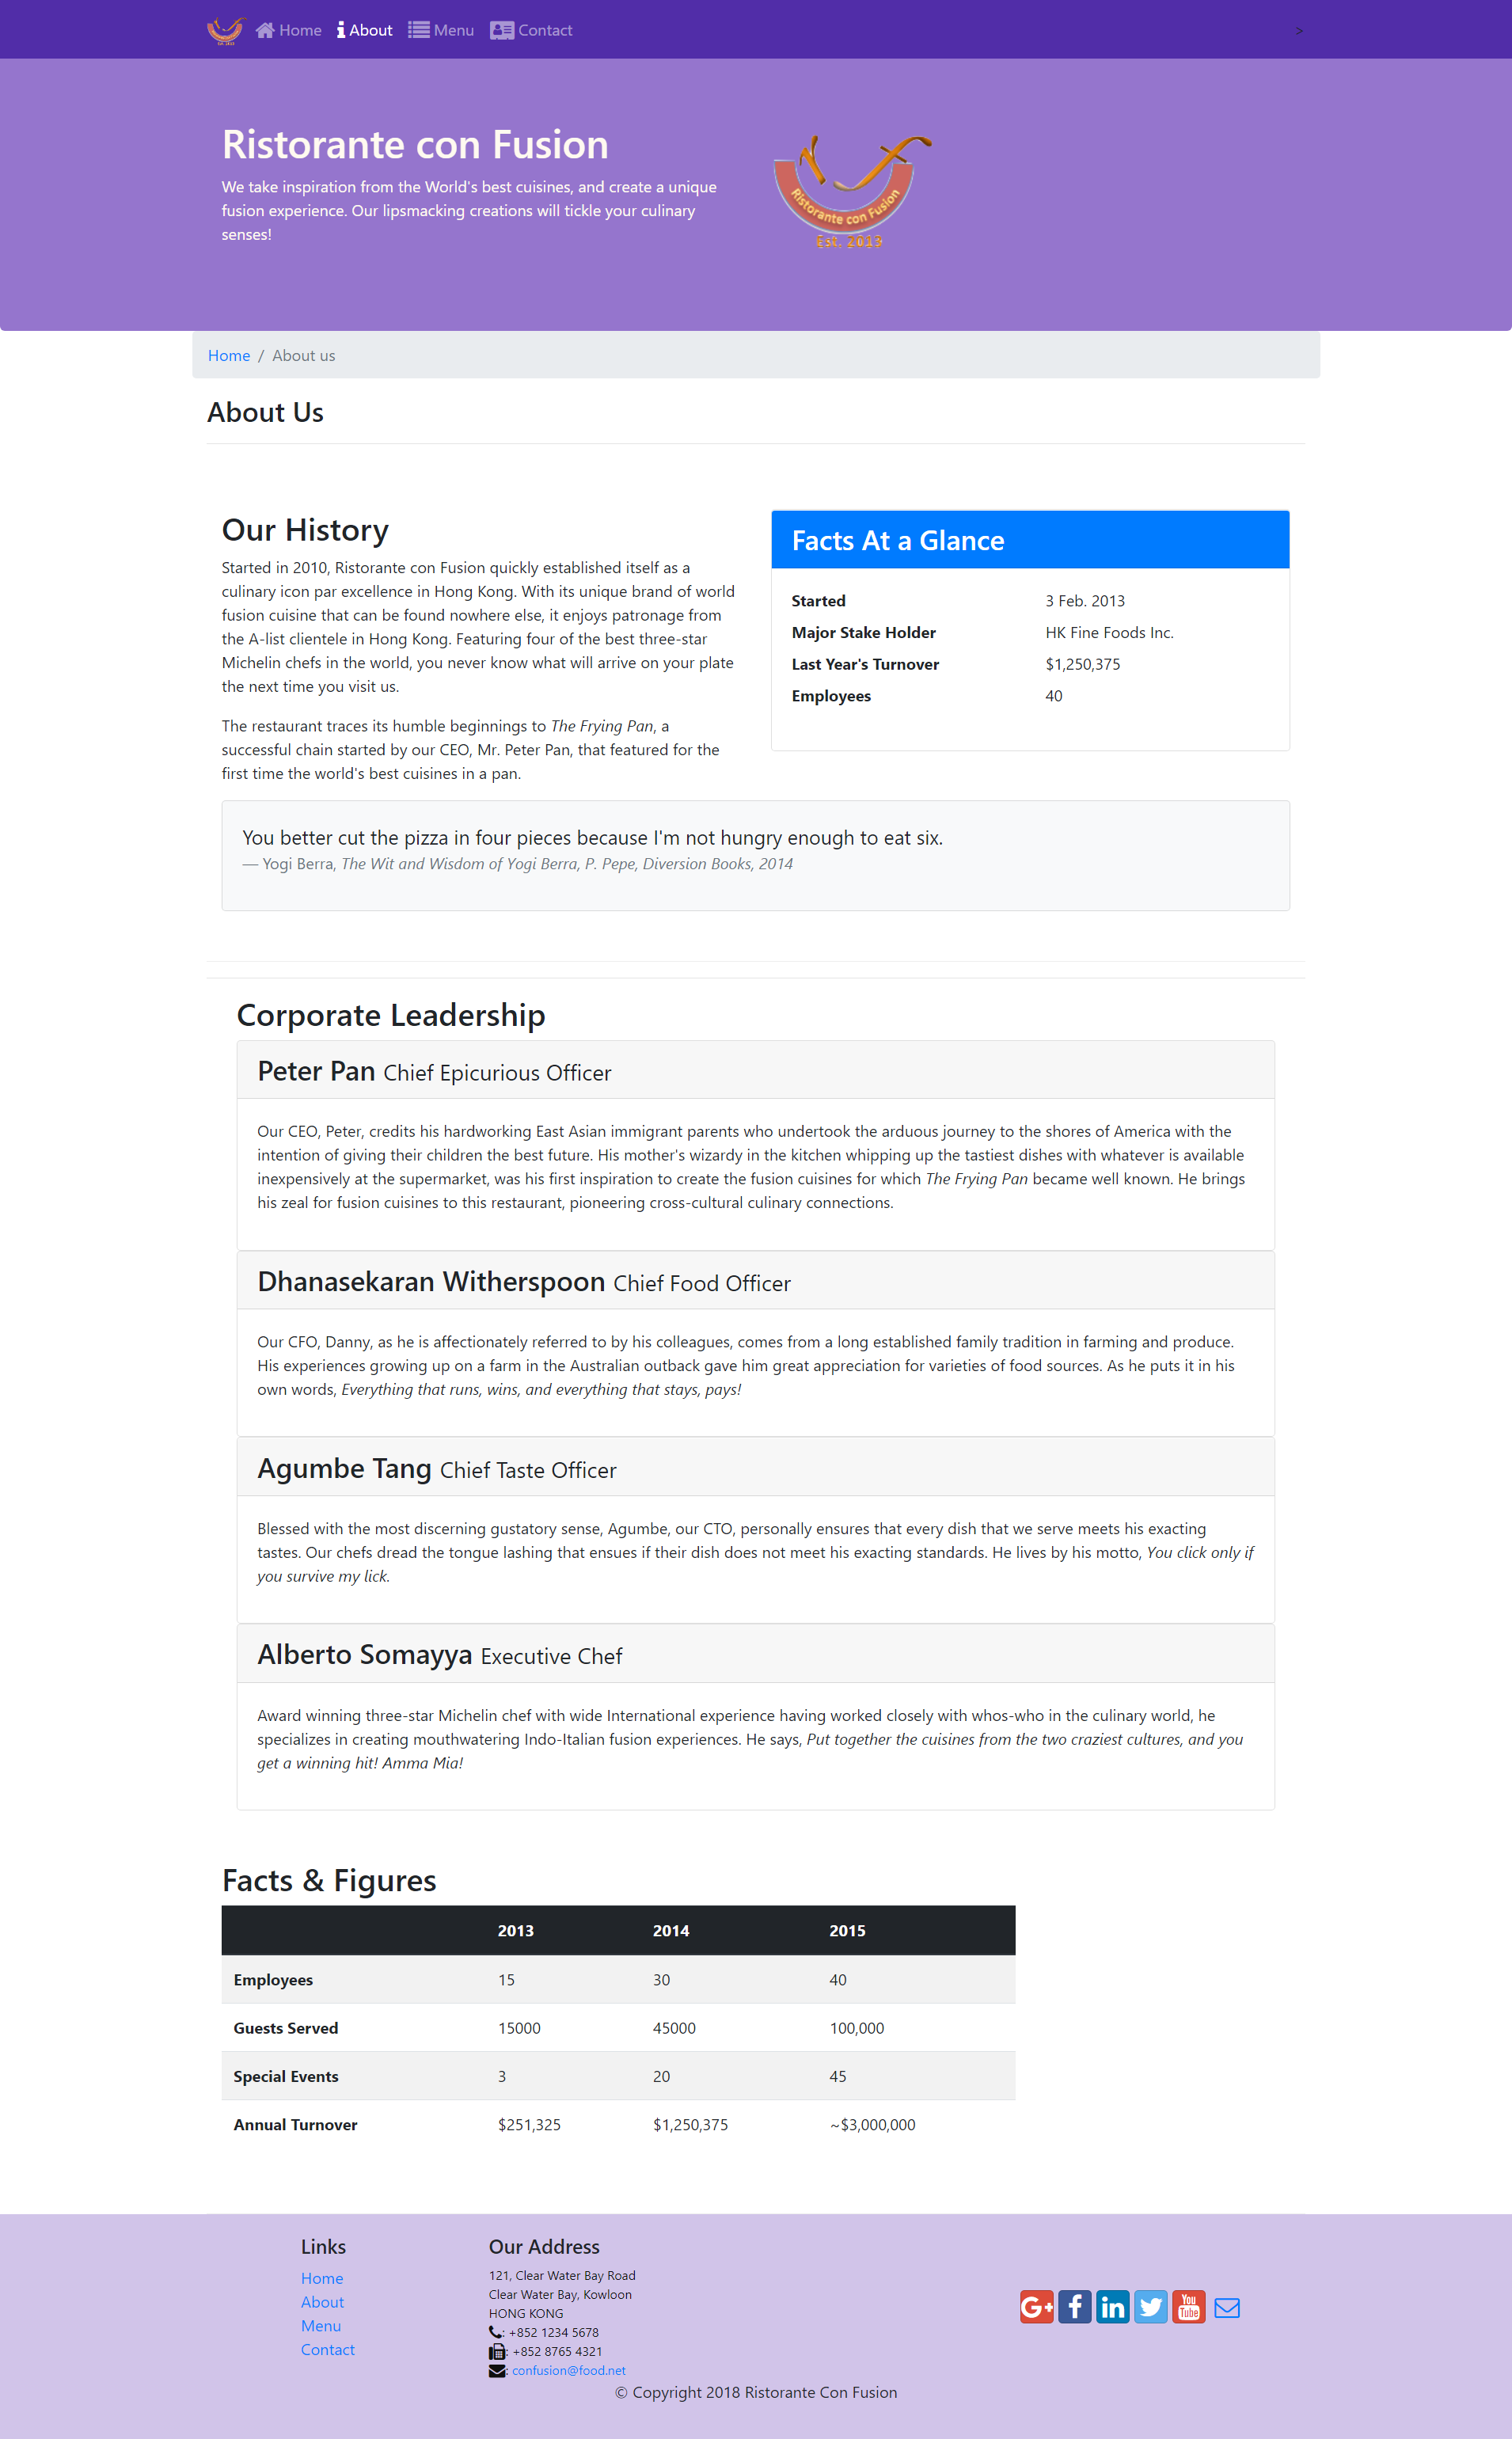 Home About Menu Contact >
Ristorante con Fusion
We take inspiration from the World's best cuisines, and create a unique
fusion experience. Our lipsmacking creations will tickle your culinary
senses!
Ristorante con Fusion
Est. 2013
Home / About us
About Us
Our History
Started in 2010, Ristorante con Fusion quickly established itself as a
culinary icon par excellence in Hong Kong. With its unique brand of world
fusion cuisine that can be found nowhere else, it enjoys patronage from
the A-list clientele in Hong Kong. Featuring four of the best three-star
Michelin chefs in the world, you never know what will arrive on your plate
the next time you visit us.
The restaurant traces its humble beginnings to The Frying Pan, a
successful chain started by our CEO, Mr. Peter Pan, that featured for the
first time the world's best cuisines in a pan.
Facts At a Glance
Started 3 Feb. 2013
Major Stake Holder HK Fine Foods Inc.
Last Year's Turnover $1,250,375
Employees 40
You better cut the pizza in four pieces because I'm not hungry enough to eat six.
— Yogi Berra, The Wit and Wisdom of Yogi Berra, P. Pepe, Diversion Books, 2014
Corporate Leadership
Peter Pan Chief Epicurious Officer
Our CEO, Peter, credits his hardworking East Asian immigrant parents who undertook the arduous journey to the shores of America with the
intention of giving their children the best future. His mother's wizardy in the kitchen whipping up the tastiest dishes with whatever is available
inexpensively at the supermarket, was his first inspiration to create the fusion cuisines for which The Frying Pan became well known. He brings
his zeal for fusion cuisines to this restaurant, pioneering cross-cultural culinary connections.
Dhanasekaran Witherspoon Chief Food Officer
Our CFO, Danny, as he is affectionately referred to by his colleagues, comes from a long established family tradition in farming and produce.
His experiences growing up on a farm in the Australian outback gave him great appreciation for varieties of food sources. As he puts it in his
own words, Everything that runs, wins, and everything that stays, pays!
Agumbe Tang Chief Taste Officer
Blessed with the most discerning gustatory sense, Agumbe, our CTO, personally ensures that every dish that we serve meets his exacting
tastes. Our chefs dread the tongue lashing that ensues if their dish does not meet his exacting standards. He lives by his motto, You click only if
you survive my lick.
Alberto Somayya Executive Chef
Award winning three-star Michelin chef with wide International experience having worked closely with whos-who in the culinary world, he
specializes in creating mouthwatering Indo-Italian fusion experiences. He says, Put together the cuisines from the two craziest cultures, and you
get a winning hit! Amma Mia!
Facts & Figures
2013 2014 2015
Employees 15 30 40
Guests Served 15000 45000 100,000
Special Events 3 20 45
Annual Turnover $251,325 $1,250,375 ~$3,000,000
Links
Home
About
Menu
Contact
Our Address
121, Clear Water Bay Road
Clear Water Bay, Kowloon
HONG KONG
: +852 1234 5678
: +852 8765 4321
: confusion@food.net
G+ f in You Tube
© Copyright 2018 Ristorante Con Fusion